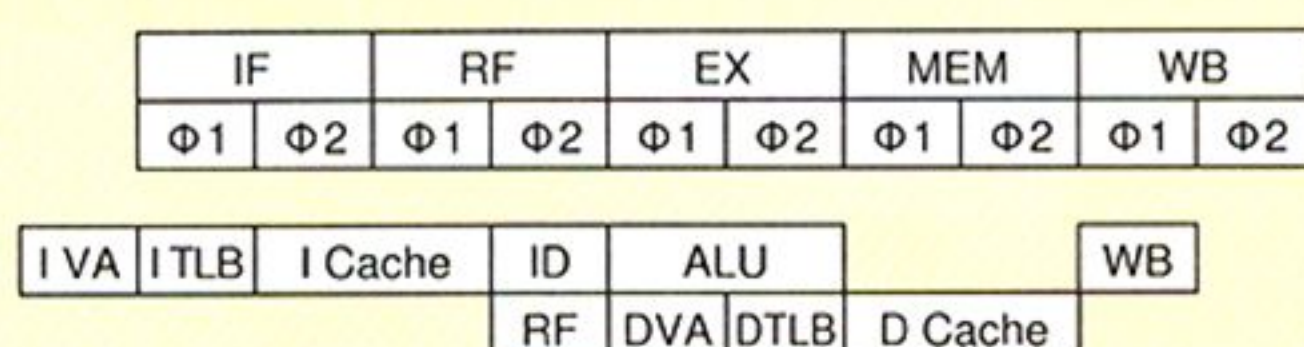 IF RF EX MEM WB
Φ1 Φ2 Φ1 Φ2 Φ1 Φ2 Φ1 Φ2 Φ1 Φ2
I VA I TLB I Cache ID ALU WB
RF DVA DTLB D Cache